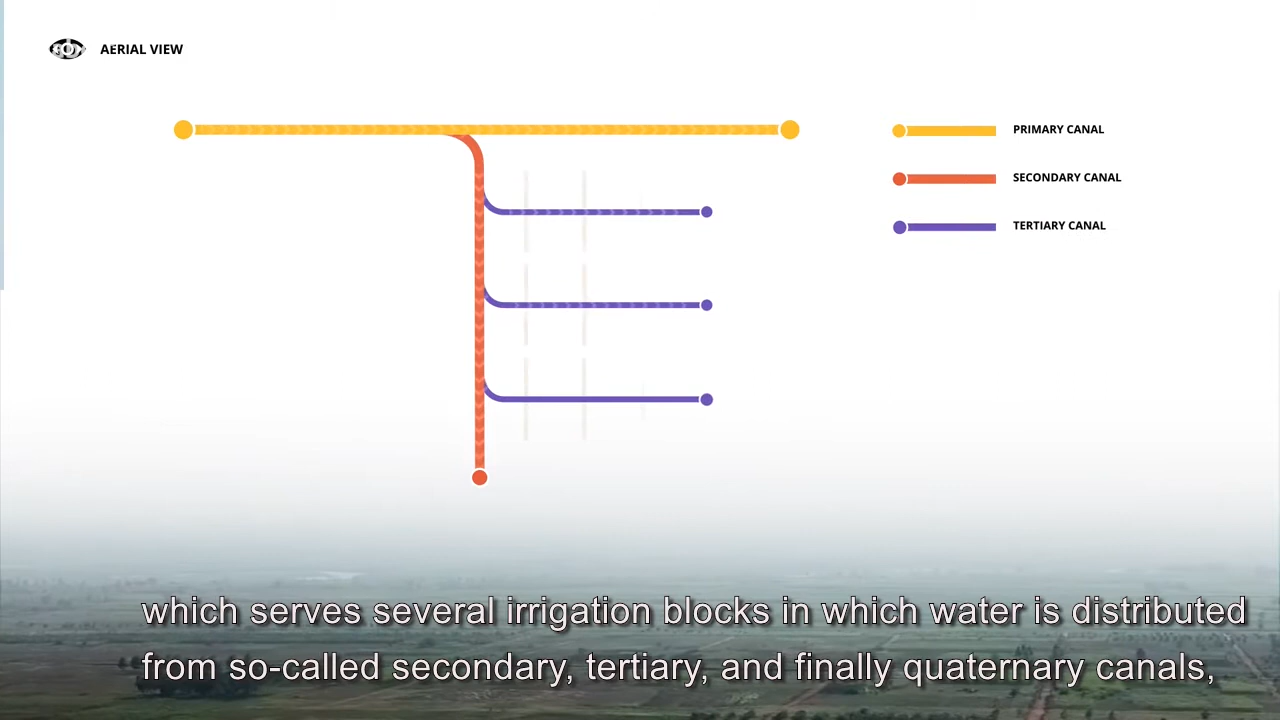 AERIAL VIEW
PRIMARY CANAL
SECONDARY CANAL
TERTIARY CANAL
which serves several irrigation blocks in which water is distributed
from so-called secondary, tertiary, and finally quaternary canals,